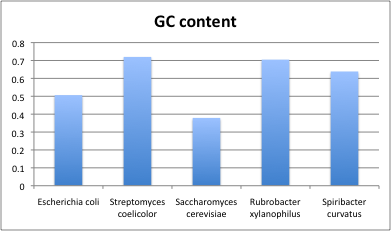 GC content
0.8
0.7
0.6
0.5
0.4
0.3
0.2
0.1
0
Escherichia coli
Streptomyces
coelicolor
Saccharomyces
cerevisiae
Rubrobacter
xylanophilus
Spiribacter
curvatus